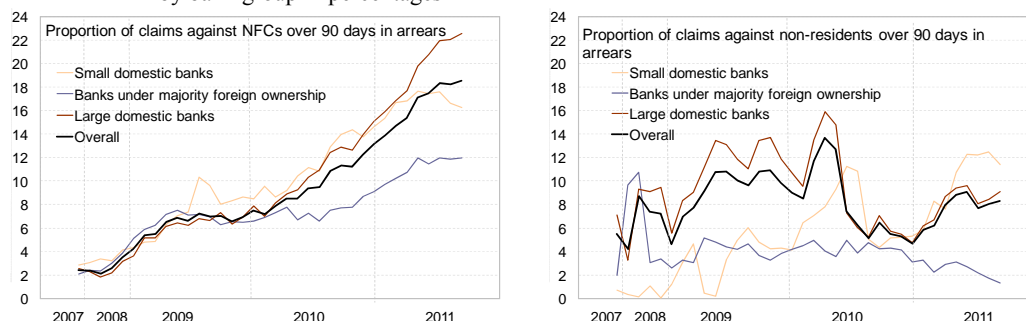 group in percentages
24
22
20
18
16
14
12
10
8
6
4
2
0
Proportion of claims against NFCs over 90 days in arrears
Small domestic banks
Banks under majority foreign ownership
Large domestic banks
Overall
2007 2008 2009 2010 2011
24
22
20
18
16
14
12
10
8
6
4
2
0
Proportion of claims against non-residents over 90 days in
arrears
Small domestic banks
Banks under majority foreign ownership
Large domestic banks
Overall
2007 2008 2009 2010 2011